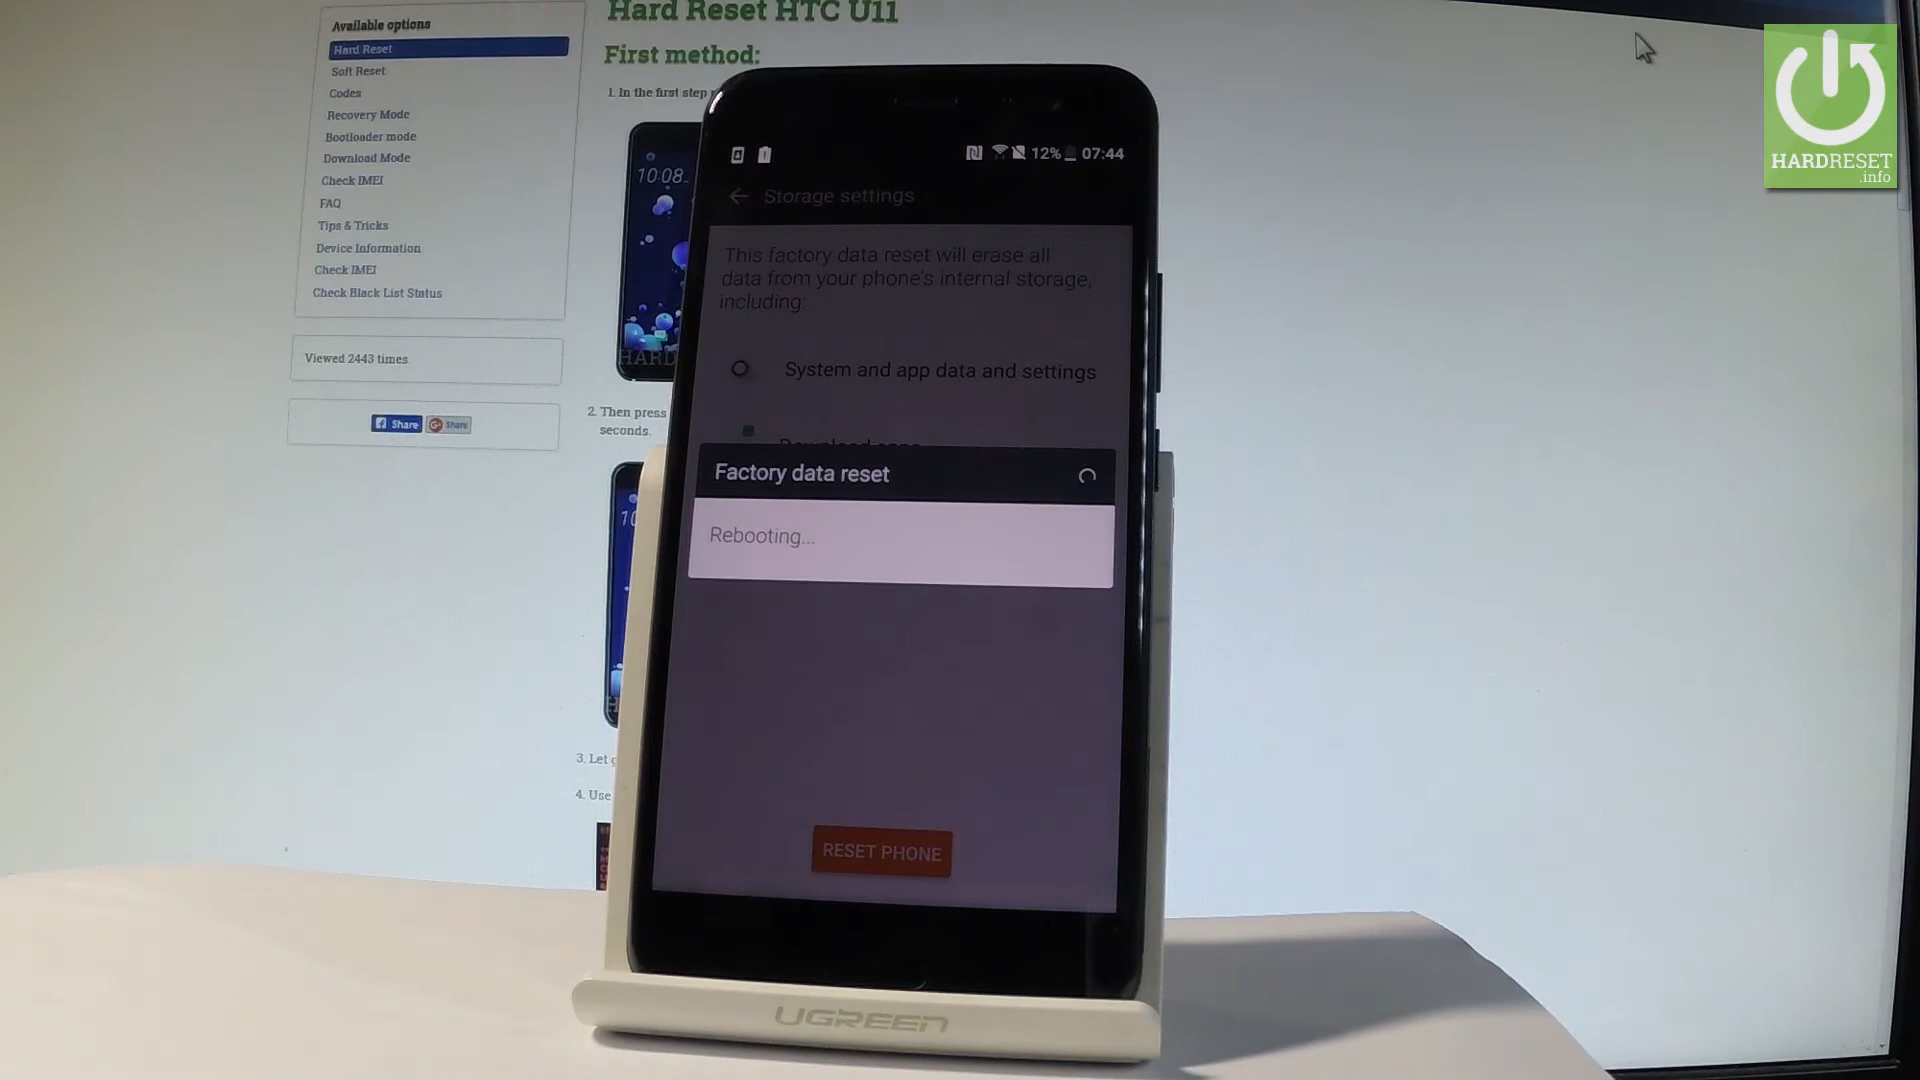 Hard Reset HTC U11
Available options
Hard Reset
Soft Reset
Codes
Recovery Mode
Bootloader mode
Download Mode
Check IMEI
FAQ
Tips & Tricks
Device Information
Check IMEI
Check Black List Status
Viewed 2443 times
Share
Share
First method:
1. In the first step
10:08
HARD
2. Then press
seconds.
3. Let g
4. Use
12% 07:44
Storage settings
This factory data reset will erase all
data from your phone's internal storage,
including:
System and app data and settings
Factory data reset
Rebooting...
RESET PHONE
UGREEN
HARDRESET
.info